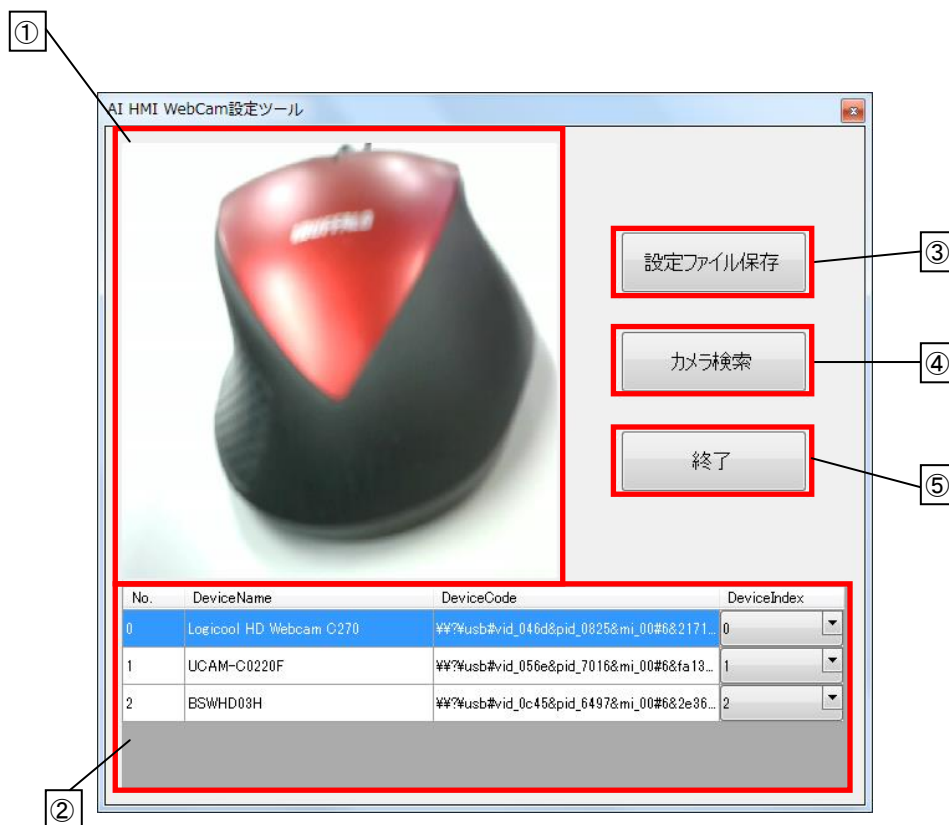 ①
AI HMI WebCam設定ツール
iBUFFALO
設定ファイル保存
③
カメラ検索
④
終了
⑤
No. DeviceName DeviceCode DeviceIndex
0 Logicool HD Webcam C270 ¥¥?¥usb#vid_046d&pid_0825&mi_00#6&2171... 0
1 UCAM-C0220F ¥¥?¥usb#vid_056e&pid_7016&mi_00#6&fa13... 1
2 BSWHD03H ¥¥?¥usb#vid_0c45&pid_6497&mi_00#6&2e36... 2
②